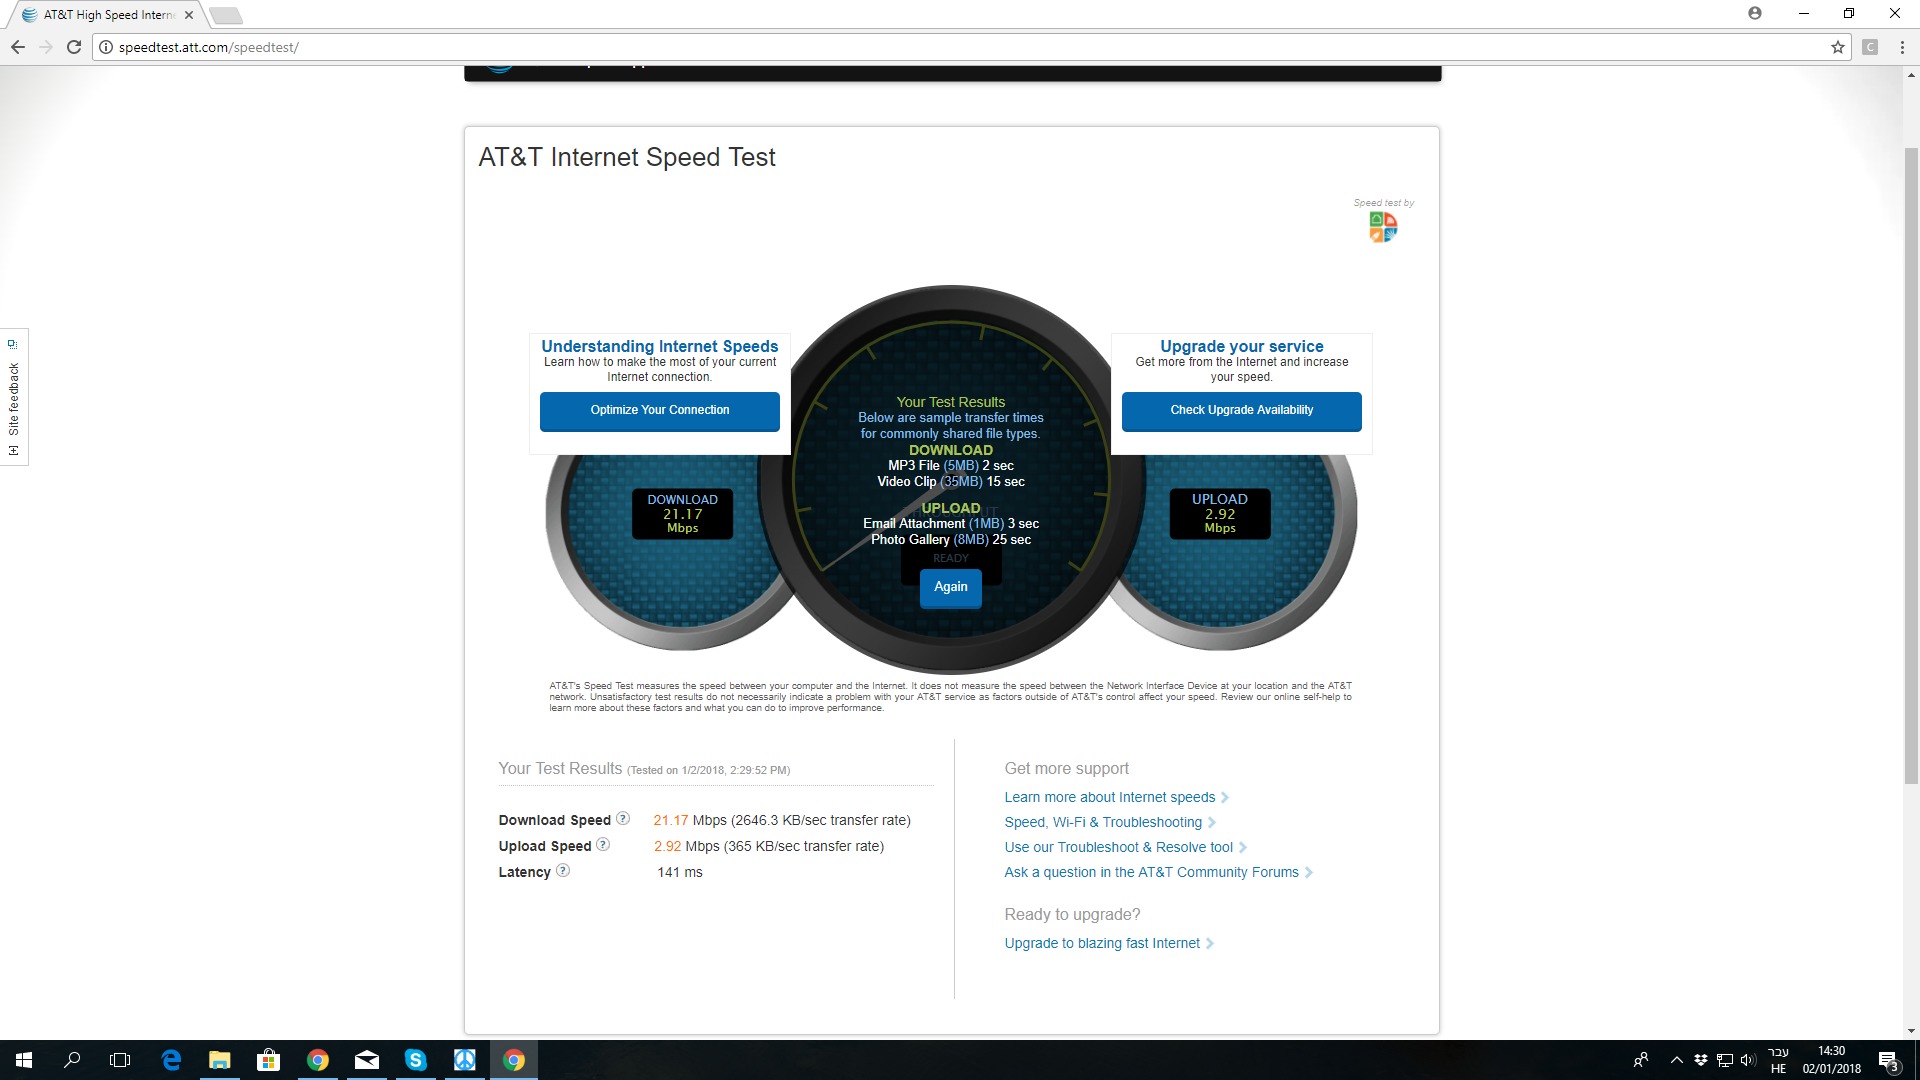 AT&T High Speed Intern
speedtest.att.com/speedtest/
C
AT&T Internet Speed Test
Speed test by
Site feedback
Understanding Internet Speeds
Learn how to make the most of your current
Internet connection.
Optimize Your Connection
Upgrade your service
Get more from the Internet and increase
your speed.
Check Upgrade Availability
Your Test Results
Below are sample transfer times
for commonly shared file types.
DOWNLOAD
MP3 File (5MB) 2 sec
Video Clip (35MB) 15 sec
UPLOAD
Email Attachment (1MB) 3 sec
Photo Gallery (8MB) 25 sec
READY
Again
DOWNLOAD
21.17
Mbps
UPLOAD
2.92
Mbps
AT&T's Speed Test measures the speed between your computer and the Internet. It does not measure the speed between the Network Interface Device at your location and the AT&T
network. Unsatisfactory test results do not necessarily indicate a problem with your AT&T service as factors outside of AT&T's control affect your speed. Review our online self-help to
learn more about these factors and what you can do to improve performance.
Your Test Results (Tested on 1/2/2018, 2:29:52 PM)
Download Speed ? 21.17 Mbps (2646.3 KB/sec transfer rate)
Upload Speed ? 2.92 Mbps (365 KB/sec transfer rate)
Latency ? 141 ms
Get more support
Learn more about Internet speeds
Speed, Wi-Fi & Troubleshooting
Use our Troubleshoot & Resolve tool
Ask a question in the AT&T Community Forums
Ready to upgrade?
Upgrade to blazing fast Internet
עבר
HE
14:30
02/01/2018
3